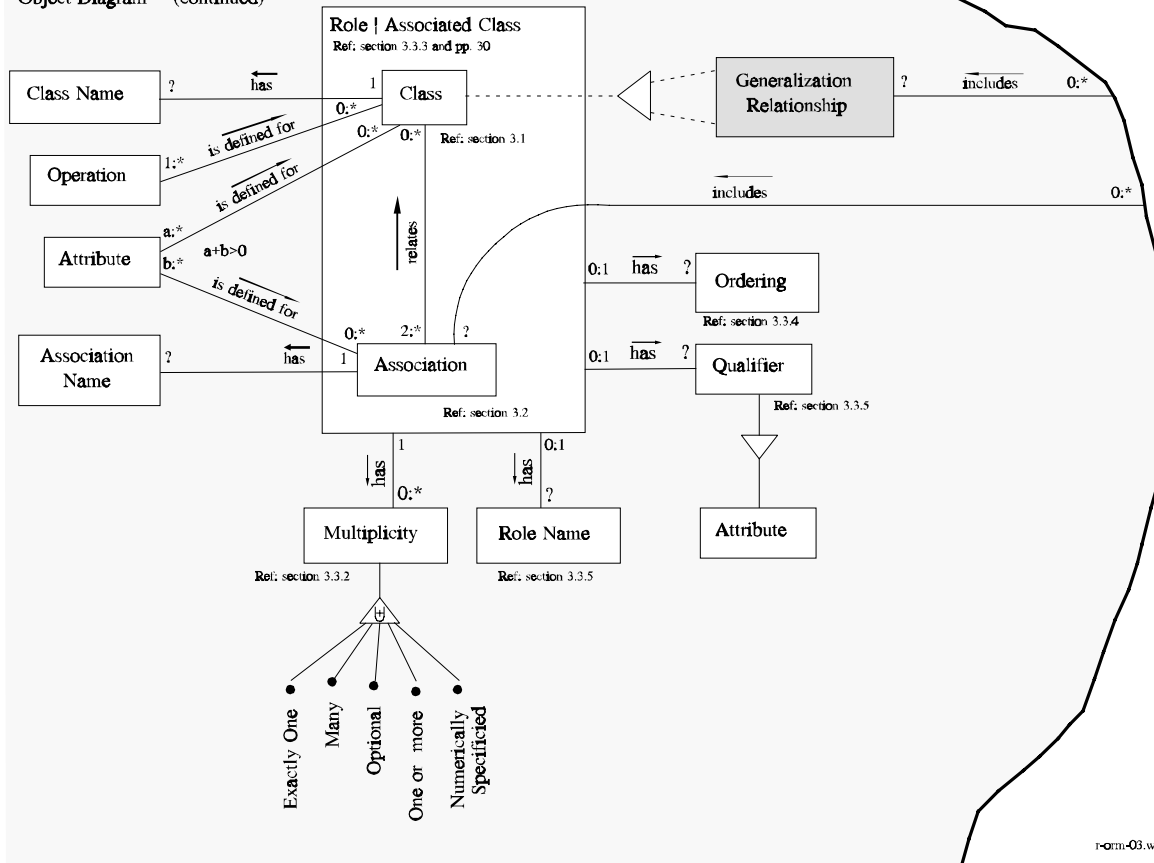 Object Diagram (continued)
Role | Associated Class
Ref: section 3.3.3 and pp. 30
Class Name
?
has
1
Class
Ref: section 3.1
Generalization
Relationship
?
includes
0:*
Operation
1:*
is defined for
0:*
Attribute
a:*
is defined for
0:*
b:*
a+b>0
is defined for
0:*
0:*
relates
2:*
includes
0:*
?
Association
Name
?
has
1
Association
Ref: section 3.2
0:1
has
?
Ordering
Ref: section 3.3.4
0:1
has
?
Qualifier
Ref: section 3.3.5
Attribute
1
has
0:*
Multiplicity
Ref: section 3.3.2
0:1
has
?
Role Name
Ref: section 3.3.5
Exactly One
Many
Optional
One or more
Numerically
Specificied
r-orm-03.w